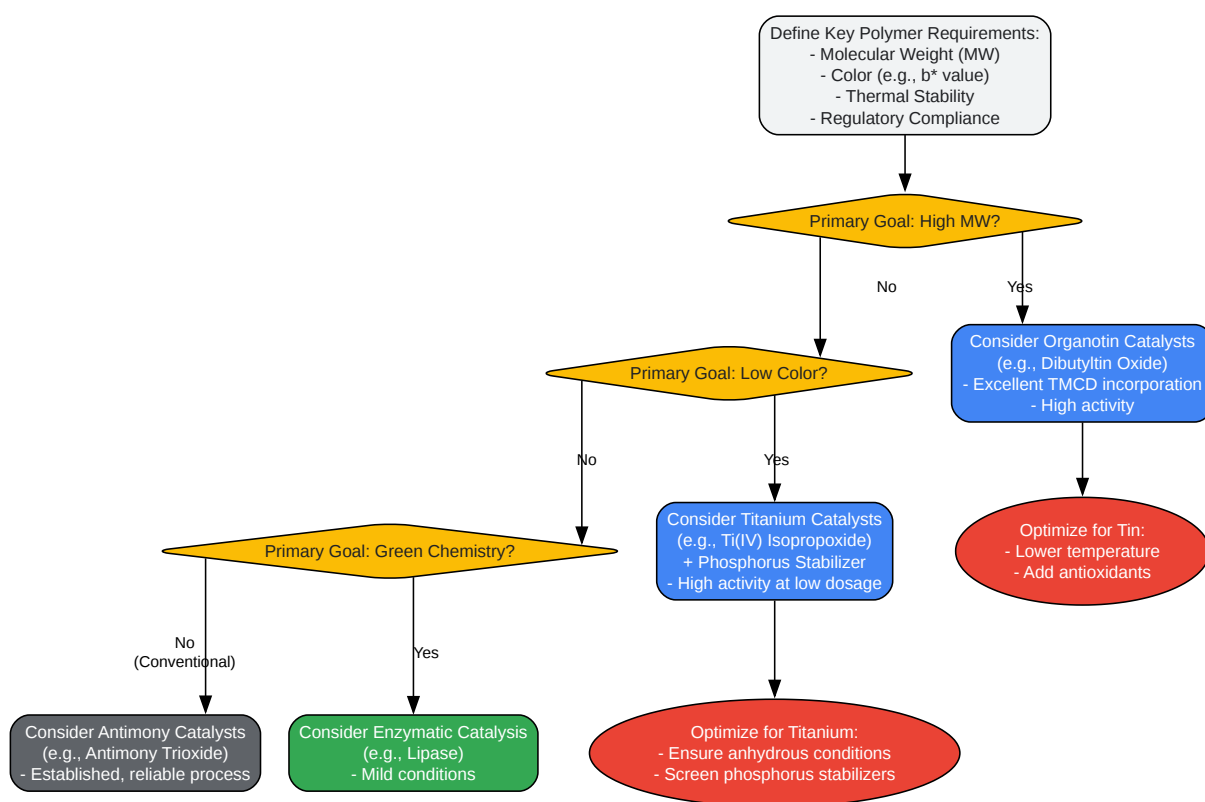 Define Key Polymer Requirements:
- Molecular Weight (MW)
- Color (e.g., b* value)
- Thermal Stability
- Regulatory Compliance
Primary Goal: High MW?
No
Yes
Consider Organotin Catalysts
(e.g., Dibutyltin Oxide)
- Excellent TMCD incorporation
- High activity
Primary Goal: Low Color?
No
Yes
Consider Titanium Catalysts
(e.g., Ti(IV) Isopropoxide)
+ Phosphorus Stabilizer
- High activity at low dosage
Optimize for Tin:
- Lower temperature
- Add antioxidants
Primary Goal: Green Chemistry?
No
(Conventional)
Yes
Consider Antimony Catalysts
(e.g., Antimony Trioxide)
- Established, reliable process
Consider Enzymatic Catalysis
(e.g., Lipase)
- Mild conditions
Optimize for Titanium:
- Ensure anhydrous conditions
- Screen phosphorus stabilizers